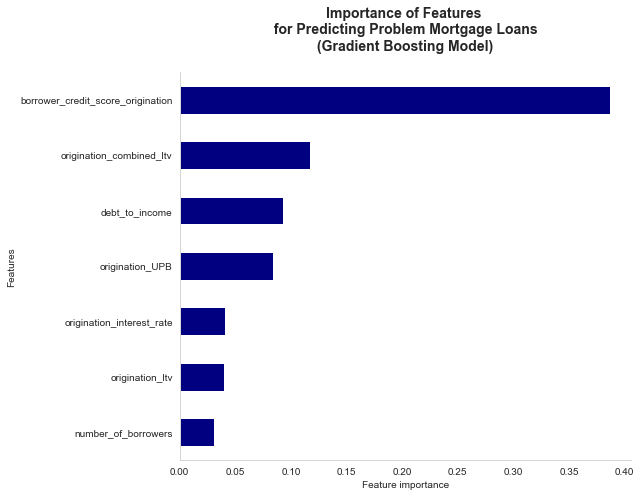 Importance of Features
for Predicting Problem Mortgage Loans
(Gradient Boosting Model)
Features
borrower_credit_score_origination
origination_combined_ltv
debt_to_income
origination_UPB
origination_interest_rate
origination_ltv
number_of_borrowers
0.00 0.05 0.10 0.15 0.20 0.25 0.30 0.35 0.40
Feature importance